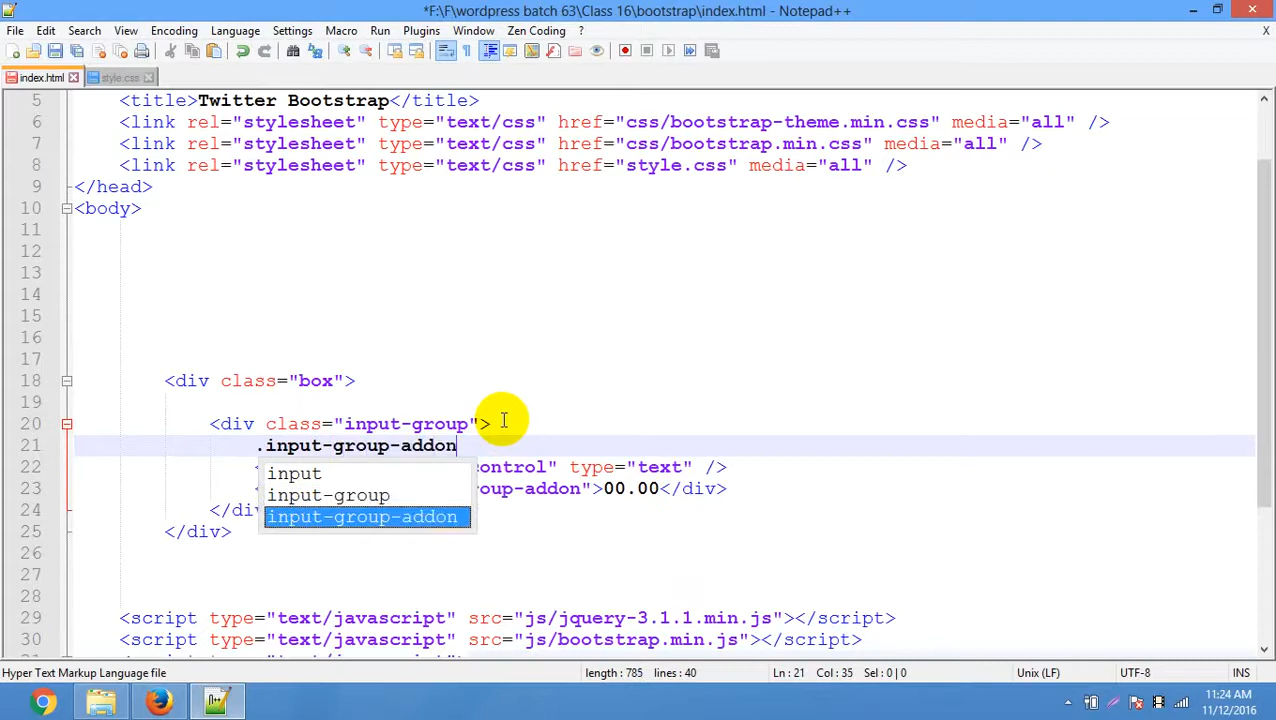 *F:\F\wordpress batch 63\Class 16\bootstrap\index.html - Notepad++
File Edit Search View Encoding Language Settings Macro Run Plugins Window Zen Coding ? X
index.html style.css
5 <title>Twitter Bootstrap</title>
6 <link rel="stylesheet" type="text/css" href="css/bootstrap-theme.min.css" media="all" />
7 <link rel="stylesheet" type="text/css" href="css/bootstrap.min.css" media="all" />
8 <link rel="stylesheet" type="text/css" href="style.css" media="all" />
9 </head>
10 <body>
11
12
13
14
15
16
17
18 <div class="box">
19
20 <div class="input-group">
21 .input-group-addon
22 control" type="text" />
23 group-addon">00.00</div>
24 </di
25 </div>
26
27
28
29 <script type="text/javascript" src="js/jquery-3.1.1.min.js"></script>
30 <script type="text/javascript" src="js/bootstrap.min.js"></script>
input
input-group
input-group-addon
Hyper Text Markup Language file length : 785 lines : 40 Ln : 21 Col : 35 Sel : 0 | 0 Unix (LF) UTF-8 INS
11:24 AM
11/12/2016